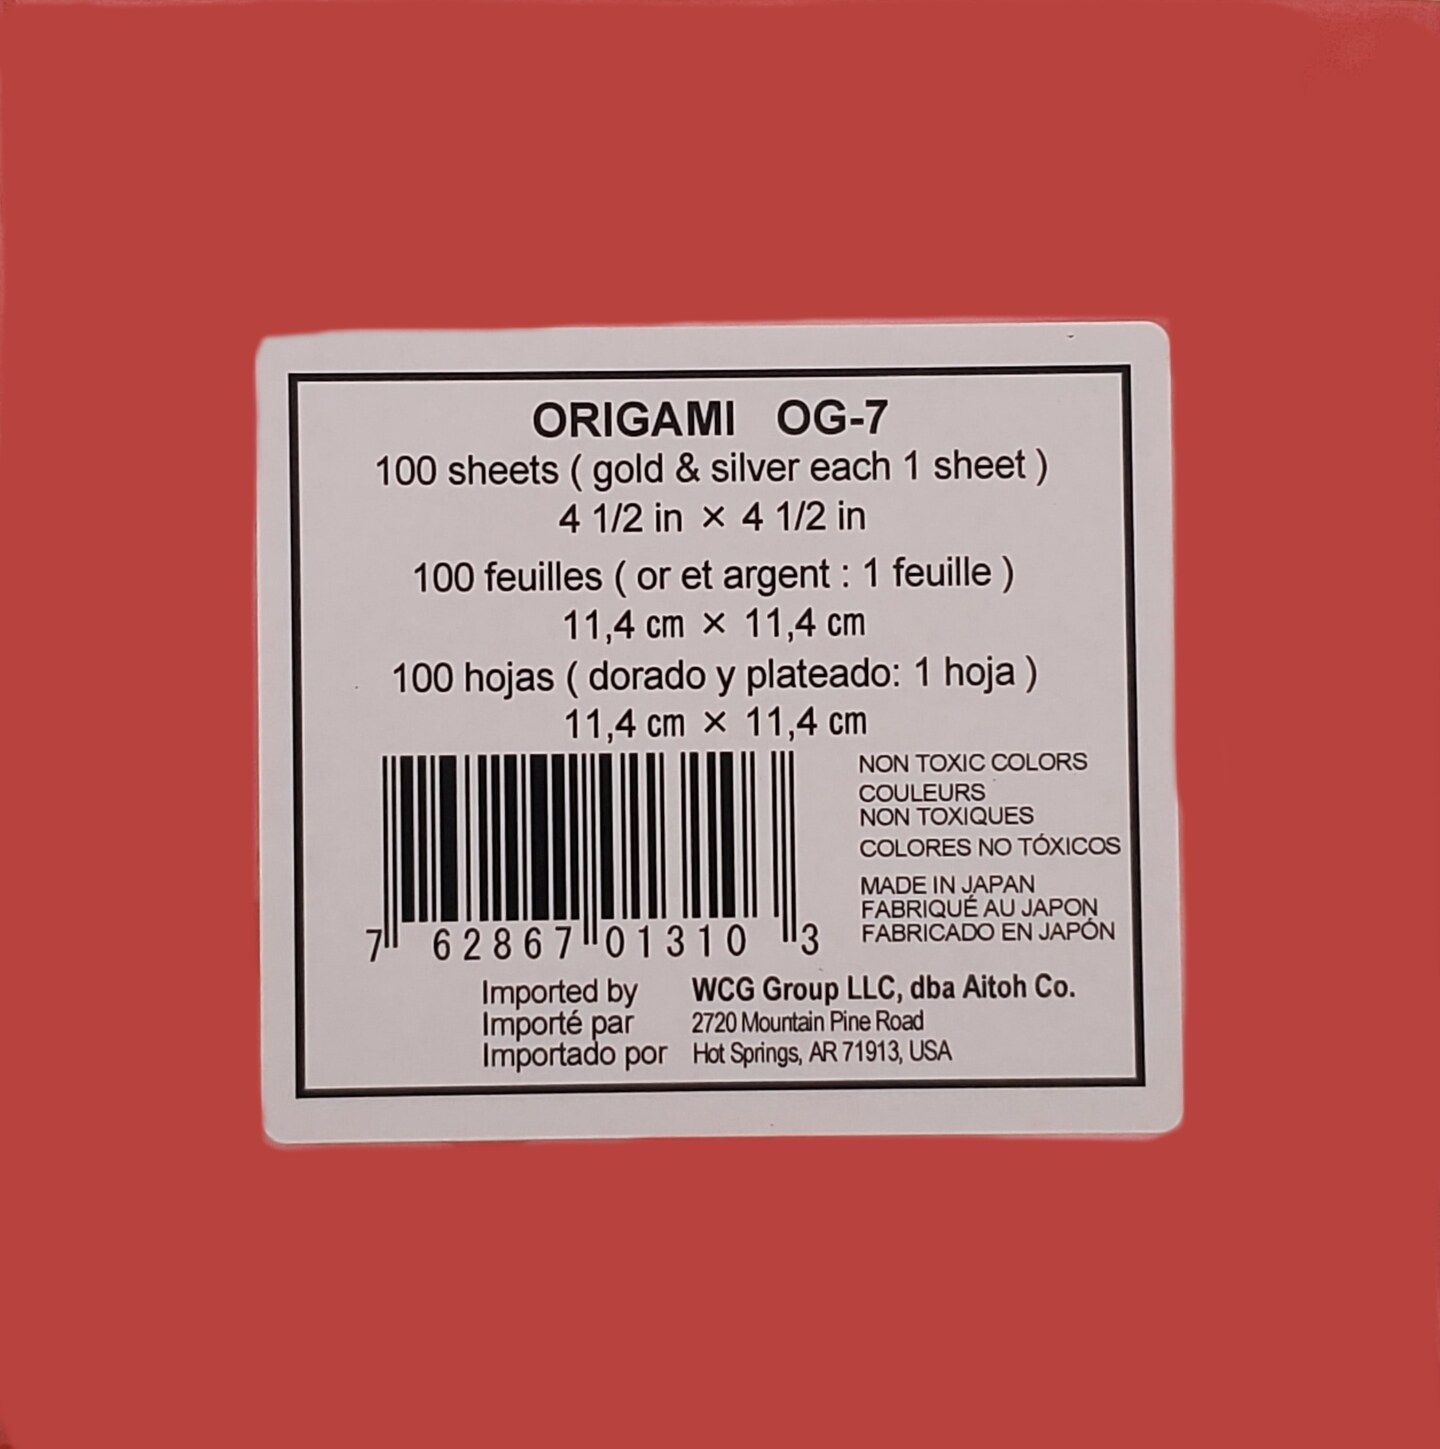 ORIGAMI OG-7
100 sheets ( gold & silver each 1 sheet )
4 1/2 in × 4 1/2 in
100 feuilles ( or et argent : 1 feuille )
11,4 cm × 11,4 cm
100 hojas ( dorado y plateado: 1 hoja )
11,4 cm × 11,4 cm
NON TOXIC COLORS
COULEURS
NON TOXIQUES
COLORES NO TÓXICOS
MADE IN JAPAN
FABRIQUÉ AU JAPON
FABRICADO EN JAPÓN
7 62867 01310 3
Imported by WCG Group LLC, dba Aitoh Co.
Importé par 2720 Mountain Pine Road
Importado por Hot Springs, AR 71913, USA